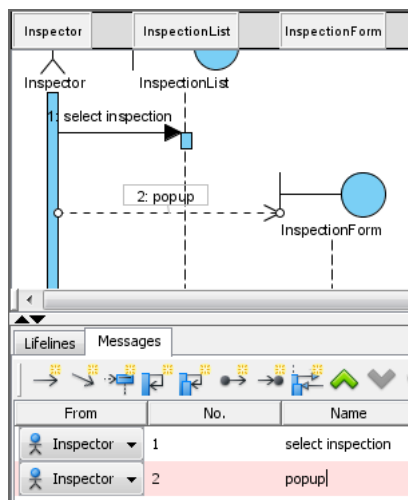 Inspector InspectionList InspectionForm
Inspector InspectionList
1: select inspection
2: popup
InspectionForm
Lifelines Messages
From No. Name
Inspector 1 select inspection
Inspector 2 popup